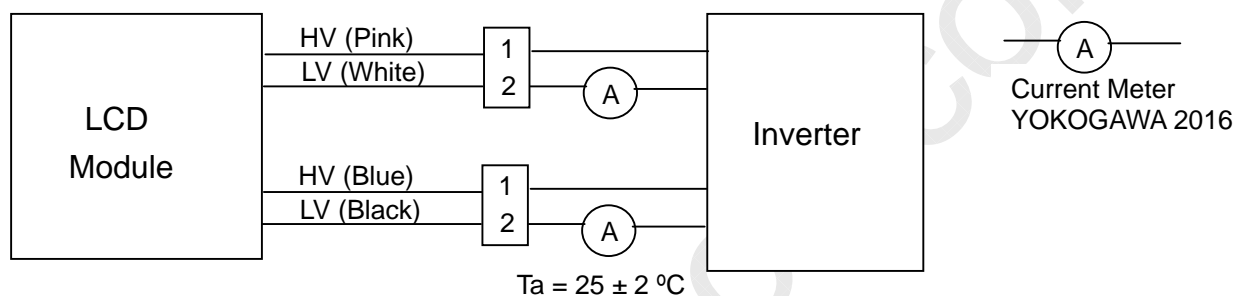 LCD
Module
HV (Pink)
LV (White)
1
2
A
HV (Blue)
LV (Black)
1
2
A
Inverter
A
Current Meter
YOKOGAWA 2016
Ta = 25 ± 2 ºC